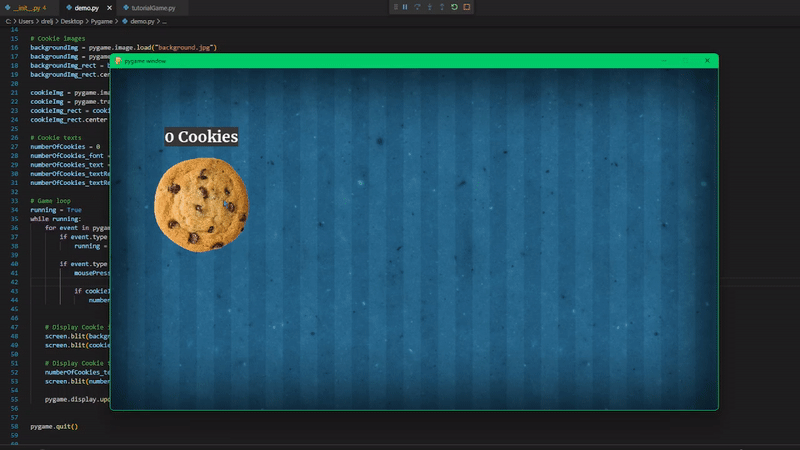 __init__.py 4 demo.py tutorialGame.py
C: > Users > drelj > Desktop > Pygame > demo.py > ...
14
15 # Cookie images
16 backgroundImg = pygame.image.load("background.jpg")
17 backgroundImg = pygame
pygame window
18 backgroundImg_rect =
19 backgroundImg_rect.cen
20
21 cookieImg = pygame.ima
22 cookieImg = pygame.tra
23 cookieImg_rect = cooki
24 cookieImg_rect.center
25
26 # Cookie texts
27 numberOfCookies = 0
28 numberOfCookies_font =
29 numberOfCookies_text =
30 numberOfCookies_textRe
31 numberOfCookies_textRe
0 Cookies
32
33 # Game loop
34 running = True
35 while running:
36 for event in pygam
37 if event.type
38 running =
39
40 if event.type
41 mousePress
42
43 if cookieI
44 number
45
46
47 # Display Cookie i
48 screen.blit(backg
49 screen.blit(cooki
50
51 # Display Cookie t
52 numberOfCookies_te
53 screen.blit(number
54
55 pygame.display.upd
56
57
58 pygame.quit()
59